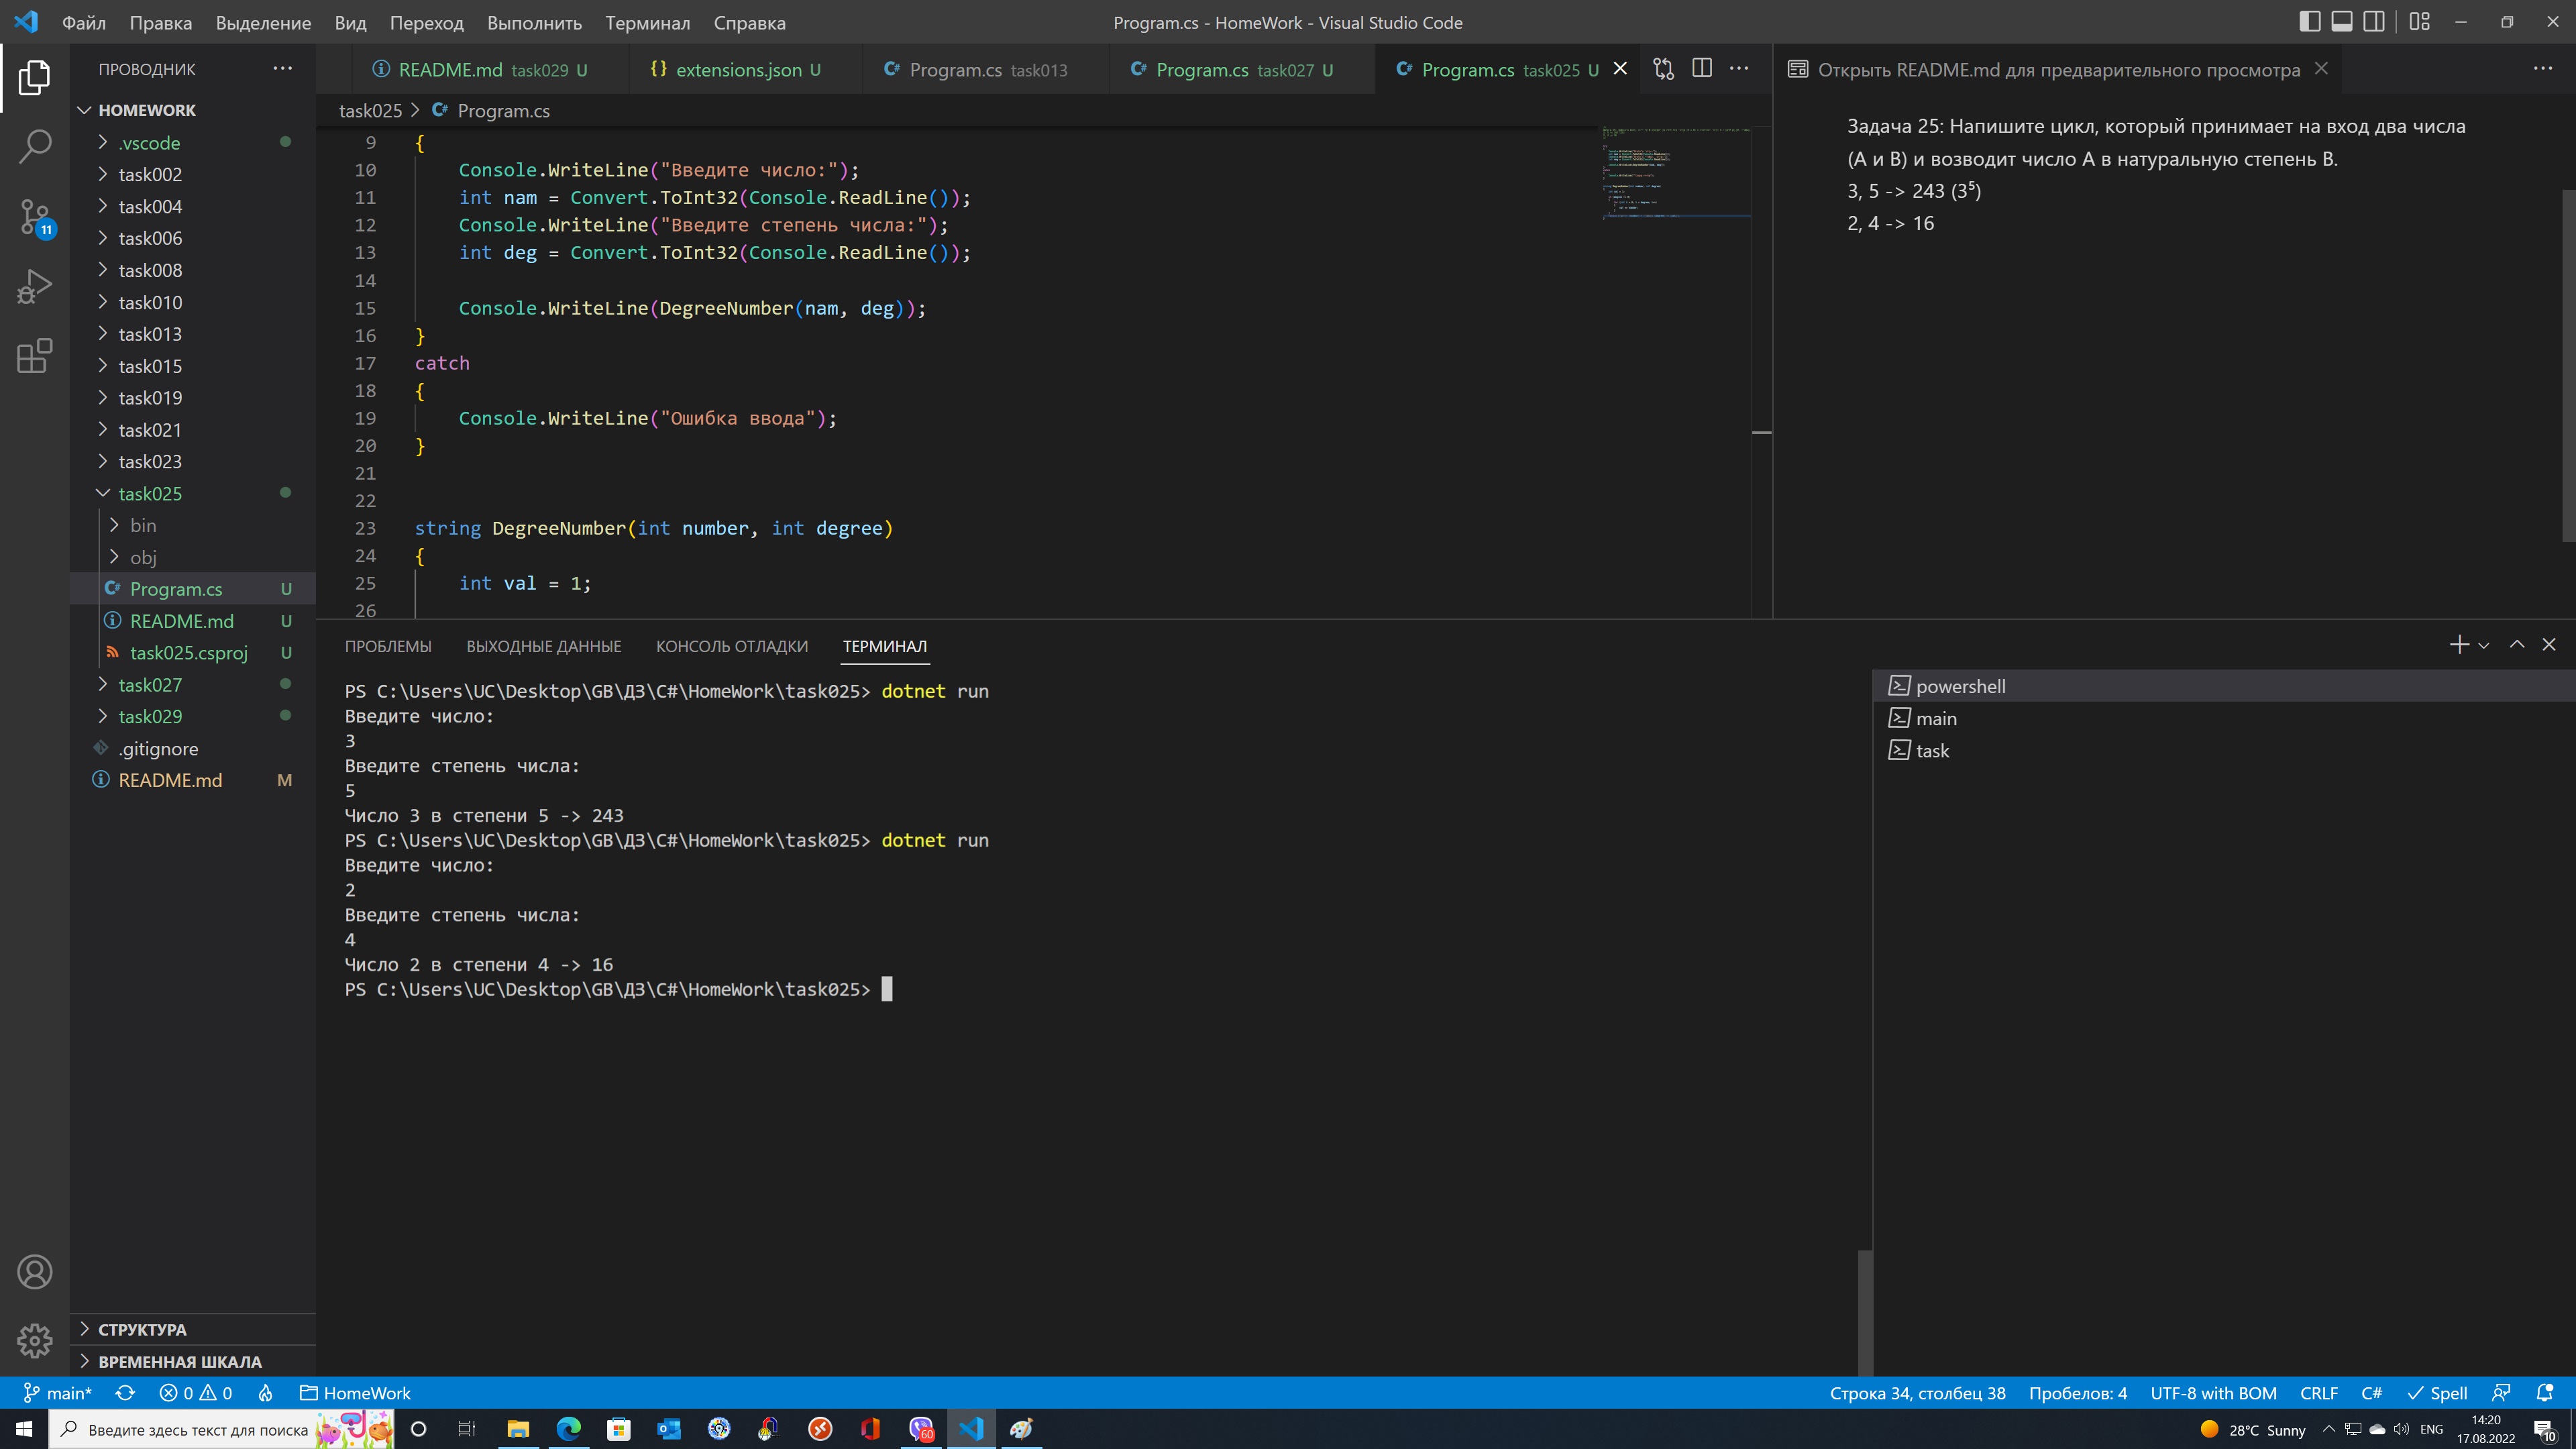 Файл Правка Выделение Вид Переход Выполнить Терминал Справка
Program.cs - HomeWork - Visual Studio Code
ПРОВОДНИК
HOMEWORK
.vscode
task002
task004
task006
task008
task010
task013
task015
task019
task021
task023
task025
bin
obj
Program.cs U
README.md U
task025.csproj U
task027
task029
.gitignore
README.md M
СТРУКТУРА
ВРЕМЕННАЯ ШКАЛА
11
README.md task029 U
{} extensions.json U
C# Program.cs task013
C# Program.cs task027 U
C# Program.cs task025 U
task025 > C# Program.cs
9 {
10 Console.WriteLine("Введите число:");
11 int nam = Convert.ToInt32(Console.ReadLine());
12 Console.WriteLine("Введите степень числа:");
13 int deg = Convert.ToInt32(Console.ReadLine());
14
15 Console.WriteLine(DegreeNumber(nam, deg));
16 }
17 catch
18 {
19 Console.WriteLine("Ошибка ввода");
20 }
21
22
23 string DegreeNumber(int number, int degree)
24 {
25 int val = 1;
26
Открыть README.md для предварительного просмотра
Задача 25: Напишите цикл, который принимает на вход два числа
(A и B) и возводит число A в натуральную степень B.
3, 5 -> 243 (3⁵)
2, 4 -> 16
ПРОБЛЕМЫ ВЫХОДНЫЕ ДАННЫЕ КОНСОЛЬ ОТЛАДКИ ТЕРМИНАЛ
PS C:\Users\UC\Desktop\GB\ДЗ\C#\HomeWork\task025> dotnet run
Введите число:
3
Введите степень числа:
5
Число 3 в степени 5 -> 243
PS C:\Users\UC\Desktop\GB\ДЗ\C#\HomeWork\task025> dotnet run
Введите число:
2
Введите степень числа:
4
Число 2 в степени 4 -> 16
PS C:\Users\UC\Desktop\GB\ДЗ\C#\HomeWork\task025>
powershell
main
task
main* 0 0 HomeWork
Строка 34, столбец 38 Пробелов: 4 UTF-8 with BOM CRLF C# Spell
Введите здесь текст для поиска
60
28°C Sunny ENG
14:20
17.08.2022
10